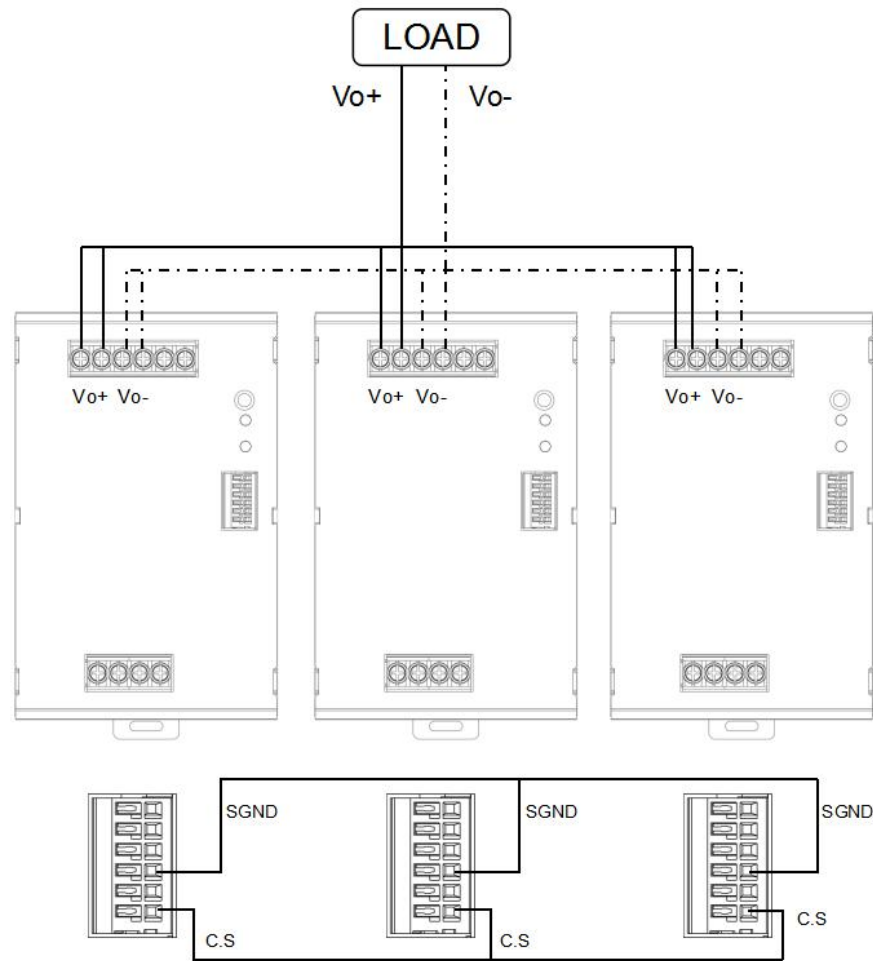 LOAD
Vo+ Vo-
Vo+ Vo- Vo+ Vo- Vo+ Vo-
SGND SGND SGND
C.S C.S C.S